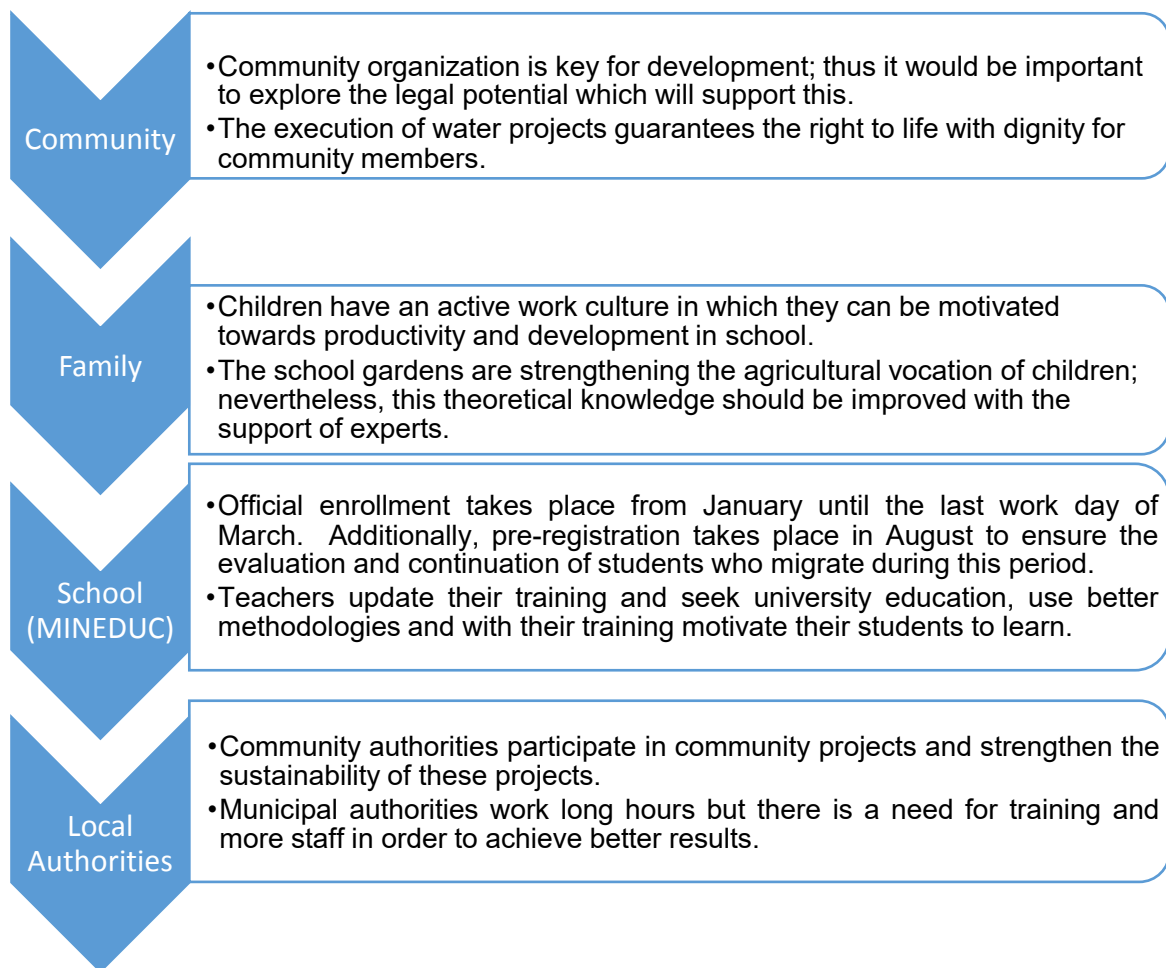 Community
•Community organization is key for development; thus it would be important
to explore the legal potential which will support this.
•The execution of water projects guarantees the right to life with dignity for
community members.
Family
•Children have an active work culture in which they can be motivated
towards productivity and development in school.
•The school gardens are strengthening the agricultural vocation of children;
nevertheless, this theoretical knowledge should be improved with the
support of experts.
School
(MINEDUC)
•Official enrollment takes place from January until the last work day of
March. Additionally, pre-registration takes place in August to ensure the
evaluation and continuation of students who migrate during this period.
•Teachers update their training and seek university education, use better
methodologies and with their training motivate their students to learn.
Local
Authorities
•Community authorities participate in community projects and strengthen the
sustainability of these projects.
•Municipal authorities work long hours but there is a need for training and
more staff in order to achieve better results.